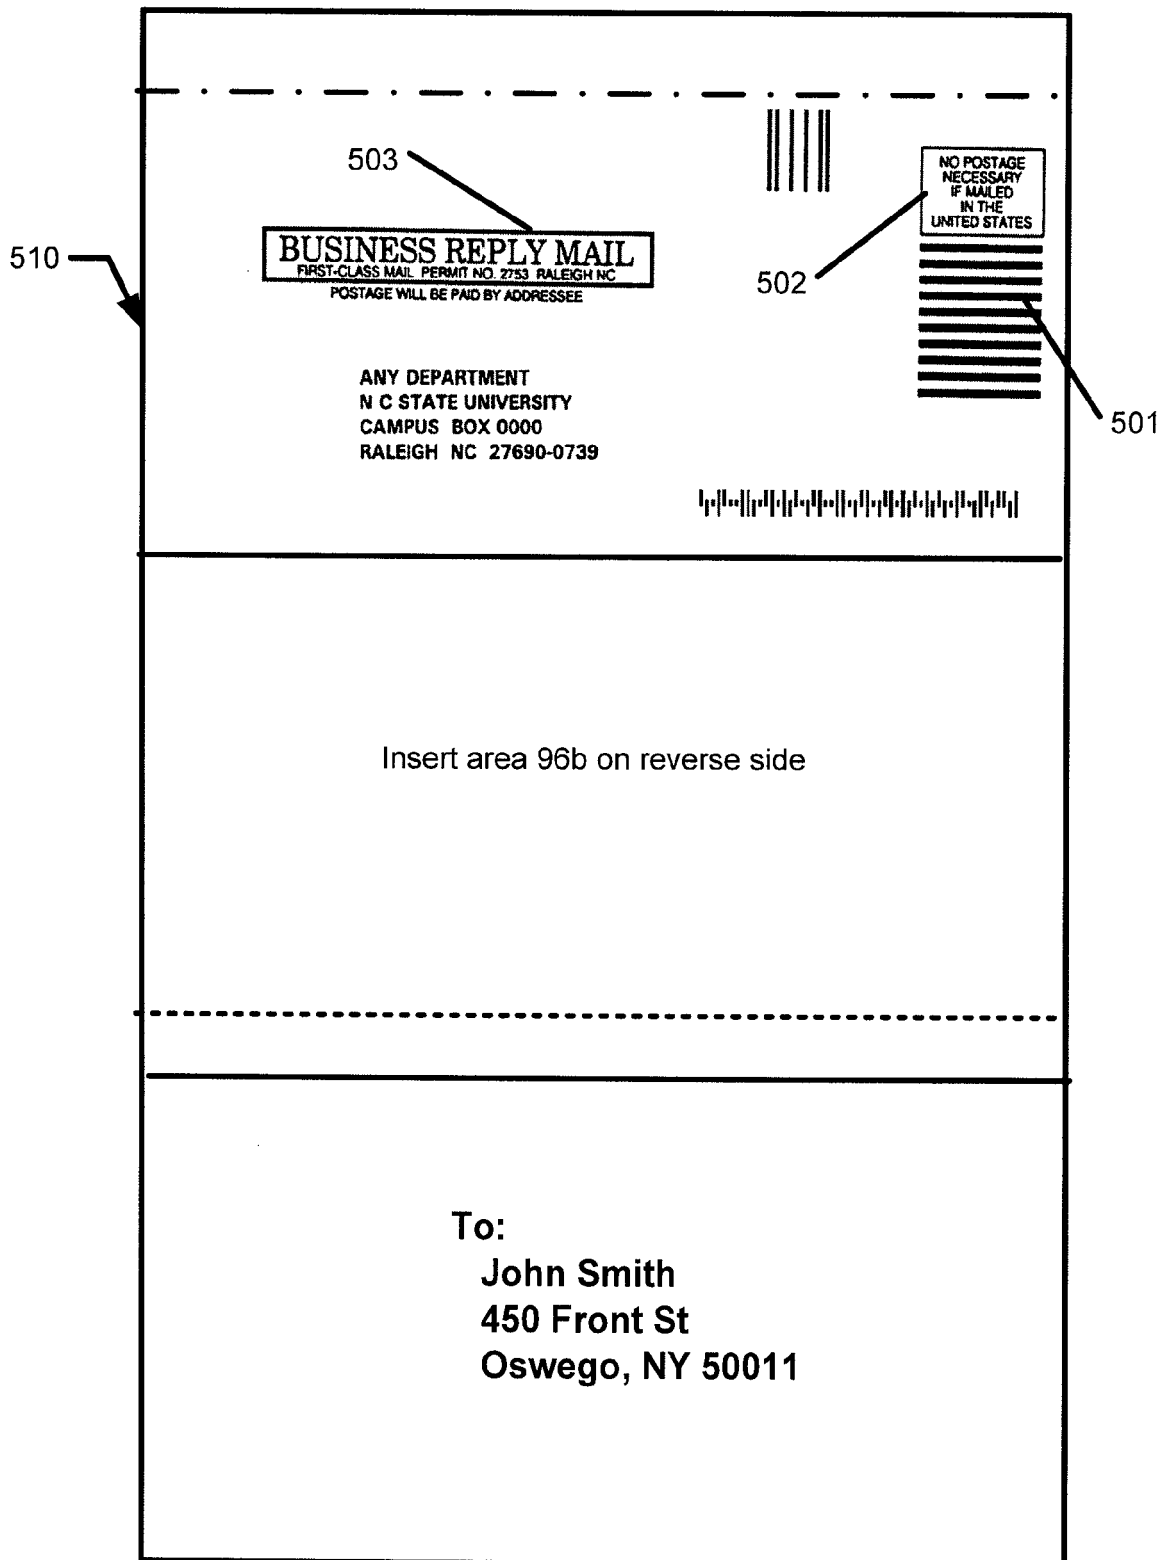 503
NO POSTAGE
NECESSARY
IF MAILED
IN THE
UNITED STATES
510
BUSINESS REPLY MAIL
FIRST-CLASS MAIL PERMIT NO. 2753 RALEIGH NC
POSTAGE WILL BE PAID BY ADDRESSEE
502
ANY DEPARTMENT
N C STATE UNIVERSITY
CAMPUS BOX 0000
RALEIGH NC 27690-0739
501
Insert area 96b on reverse side
To:
John Smith
450 Front St
Oswego, NY 50011